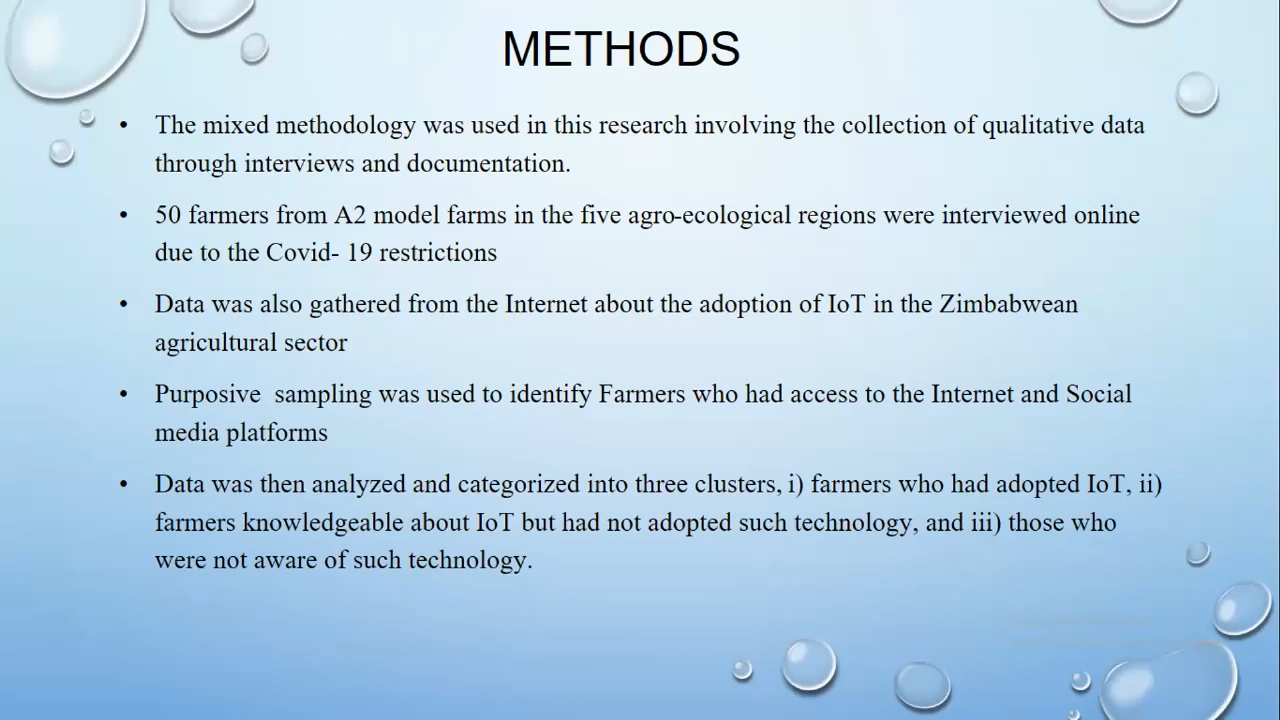 METHODS
• The mixed methodology was used in this research involving the collection of qualitative data
through interviews and documentation.
• 50 farmers from A2 model farms in the five agro-ecological regions were interviewed online
due to the Covid- 19 restrictions
• Data was also gathered from the Internet about the adoption of IoT in the Zimbabwean
agricultural sector
• Purposive  sampling was used to identify Farmers who had access to the Internet and Social
media platforms
• Data was then analyzed and categorized into three clusters, i) farmers who had adopted IoT, ii)
farmers knowledgeable about IoT but had not adopted such technology, and iii) those who
were not aware of such technology.